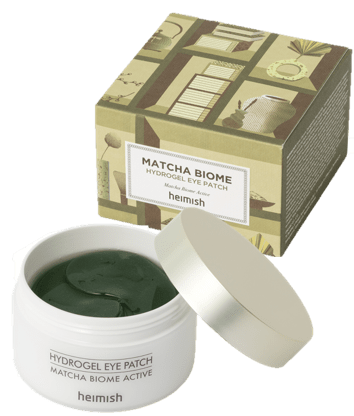 MATCHA BIOME
HYDROGEL EYE PATCH
Matcha Biome Active
heimish
HYDROGEL EYE PATCH
MATCHA BIOME ACTIVE
heimish